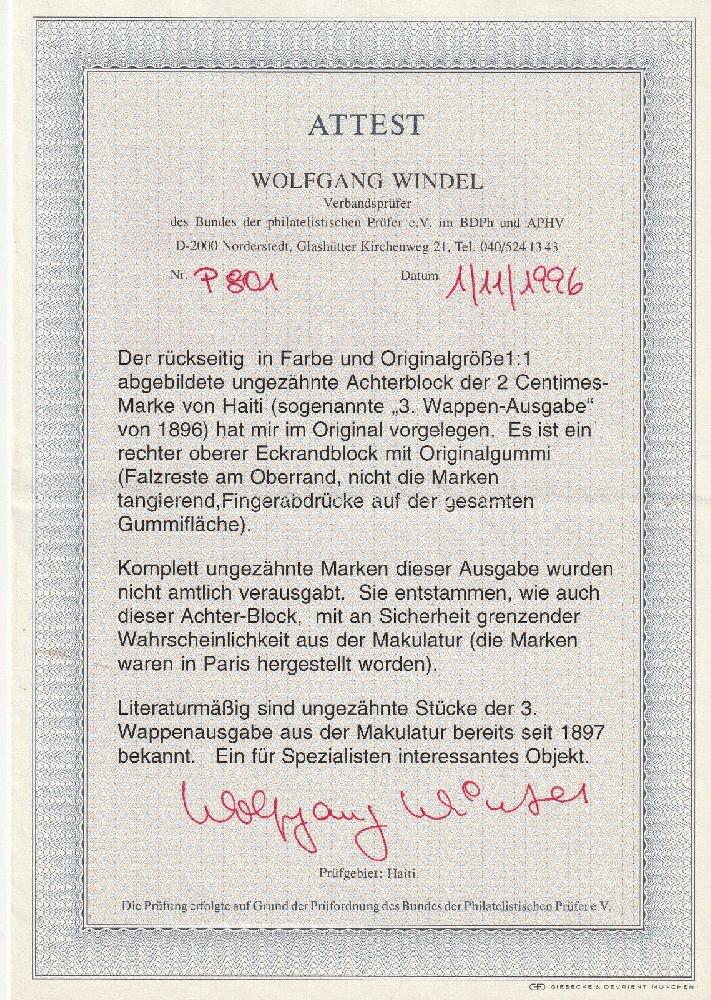 ATTEST
WOLFGANG WINDEL
Verbandsprüfer
des Bundes der philatelistischen Prüfer e.V. im BDPh und APHV
D-2000 Norderstedt, Glashütter Kirchenweg 21, Tel. 040/524 13 43
Nr. P 801 Datum 1/11/1996
Der rückseitig in Farbe und Originalgröße1:1
abgebildete ungezähnte Achterblock der 2 Centimes-
Marke von Haiti (sogenannte „3. Wappen-Ausgabe“
von 1896) hat mir im Original vorgelegen. Es ist ein
rechter oberer Eckrandblock mit Originalgummi
(Falzreste am Oberrand, nicht die Marken
tangierend,Fingerabdrücke auf der gesamten
Gummifläche).
Komplett ungezähnte Marken dieser Ausgabe wurden
nicht amtlich verausgabt. Sie entstammen, wie auch
dieser Achter-Block, mit an Sicherheit grenzender
Wahrscheinlichkeit aus der Makulatur (die Marken
waren in Paris hergestellt worden).
Literaturmäßig sind ungezähnte Stücke der 3.
Wappenausgabe aus der Makulatur bereits seit 1897
bekannt. Ein für Spezialisten interessantes Objekt.
Wolfgang Windel
Prüfgebiet: Haiti
Die Prüfung erfolgte auf Grund der Prüfordnung des Bundes der Philatelistischen Prüfer e.V.
GIESECKE & DEVRIENT MÜNCHEN